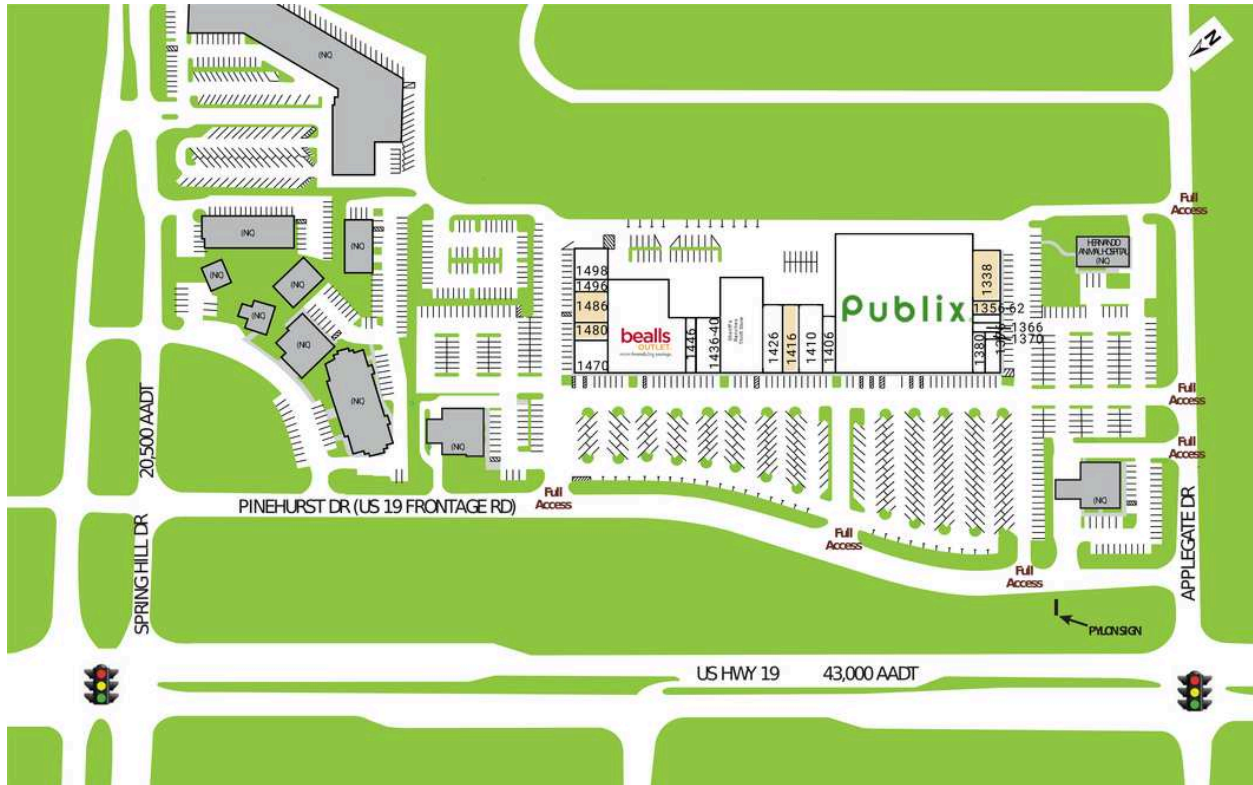 N
(NIC)
Full
Access
(NIC)
(NIC)
HERNANDO
ANIMAL HOSPITAL
(NIC)
(NIC)
(NIC)
(NIC)
(NIC)
(NIC)
1498
1496
1486
1480
1470
bealls
OUTLET
1446
1436-40
Thrift Store
1426
1416
1410
1406
Publix
1338
1356-62
1366
1370
1380
Full
Access
20,500 AADT
SPRING HILL DR
(NIC)
(NIC)
Full
Access
(NIC)
PINEHURST DR (US 19 FRONTAGE RD)
Full
Access
Full
Access
Full
Access
APPLEGATE DR
PYLON SIGN
US HWY 19 43,000 AADT